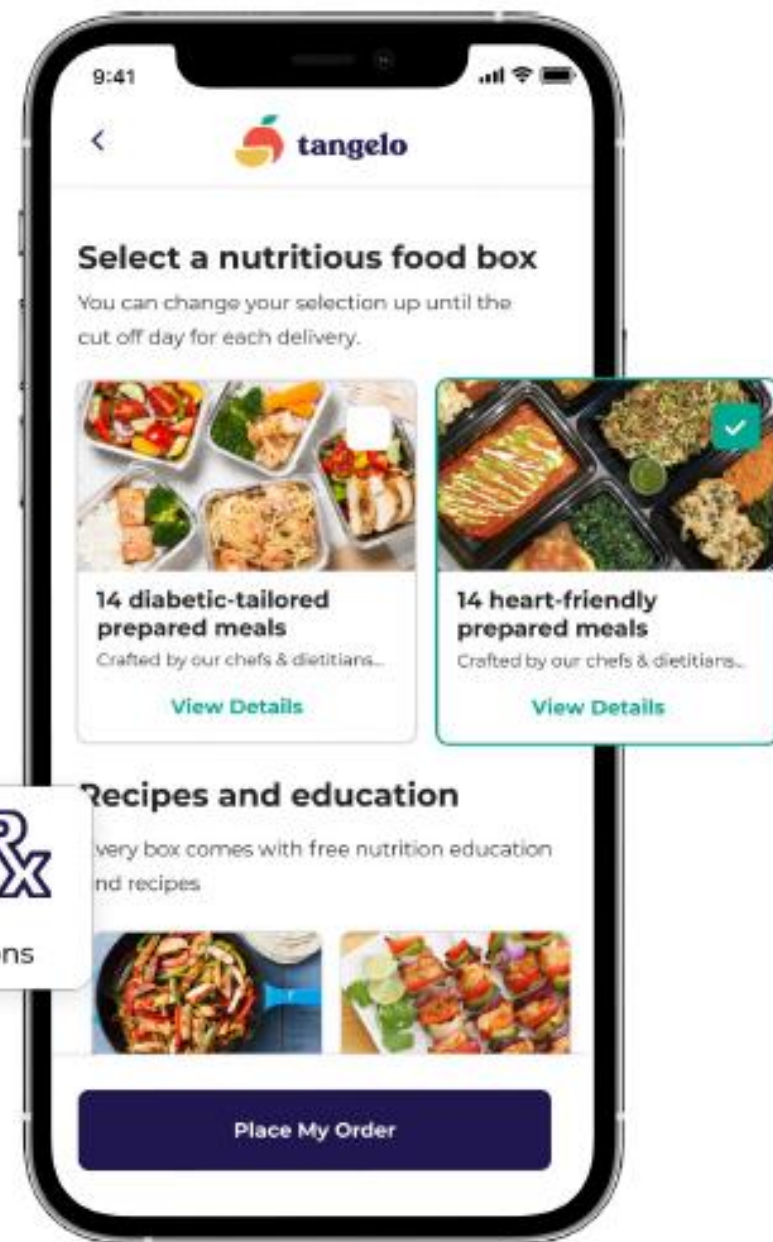 9:41
tangelo
Select a nutritious food box
You can change your selection up until the
cut off day for each delivery.
14 diabetic-tailored
prepared meals
Crafted by our chefs & dietitians...
View Details
14 heart-friendly
prepared meals
Crafted by our chefs & dietitians...
View Details
Recipes and education
very box comes with free nutrition education
nd recipes
Rx
ns
Place My Order